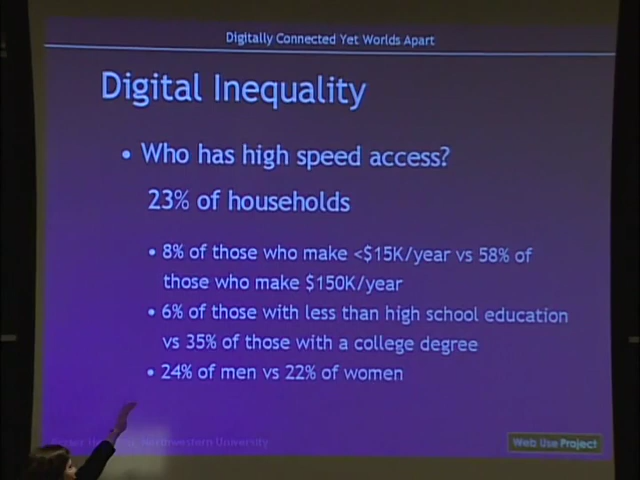 Digitally Connected Yet Worlds Apart
Digital Inequality
• Who has high speed access?
23% of households
• 8% of those who make <$15K/year vs 58% of
those who make $150K/year
• 6% of those with less than high school education
vs 35% of those with a college degree
• 24% of men vs 22% of women
Northwestern University
Web Use Project